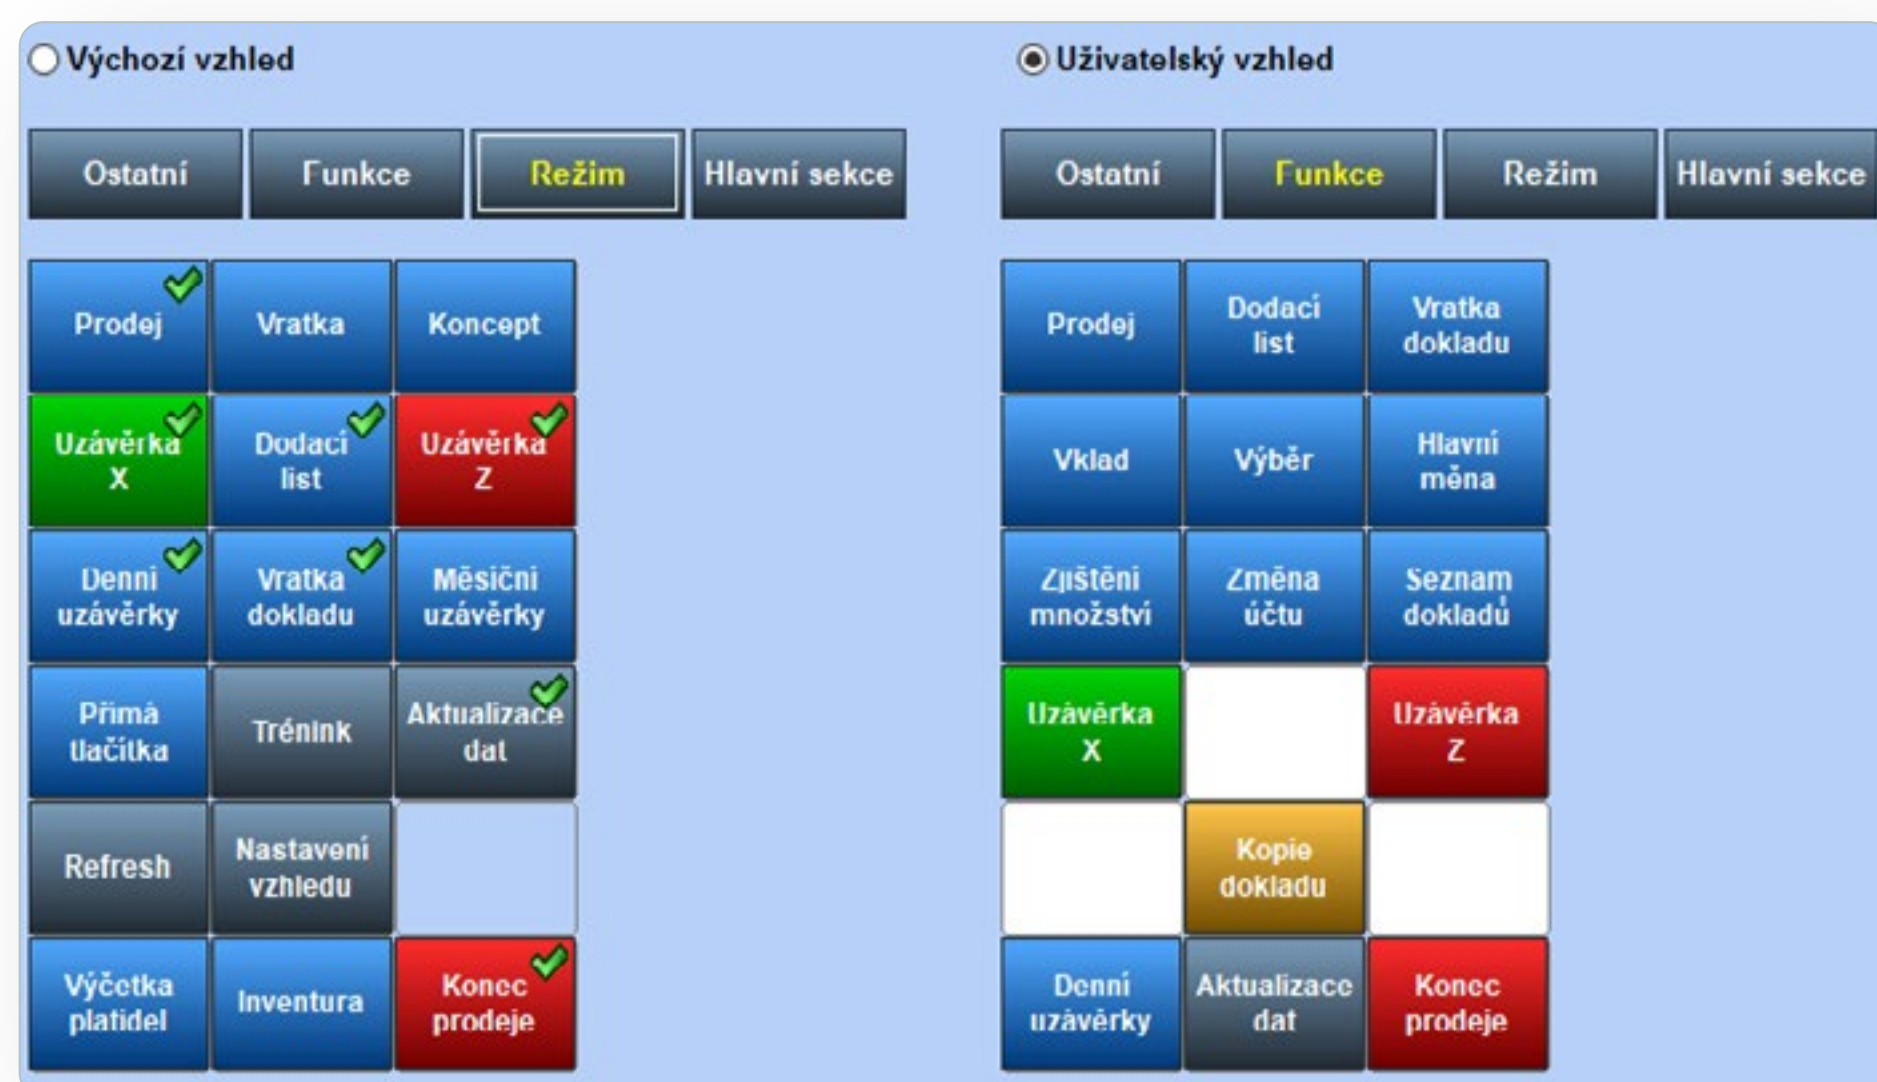 Výchozí vzhled
Ostatní
Funkce
Režim
Hlavní sekce
Prodej
Vratka
Koncept
Uzávěrka
X
Dodací
list
Uzávěrka
Z
Denní
uzávěrky
Vratka
dokladu
Měsíční
uzávěrky
Přímá
tlačítka
Trénink
Aktualizace
dat
Refresh
Nastavení
vzhledu
Výčetka
platidel
Inventura
Konec
prodeje
Uživatelský vzhled
Ostatní
Funkce
Režim
Hlavní sekce
Prodej
Dodací
list
Vratka
dokladu
Vklad
Výběr
Hlavní
měna
Zjištění
množství
Změna
účtu
Seznam
dokladů
Uzávěrka
X
Uzávěrka
Z
Kopie
dokladu
Denní
uzávěrky
Aktualizace
dat
Konec
prodeje